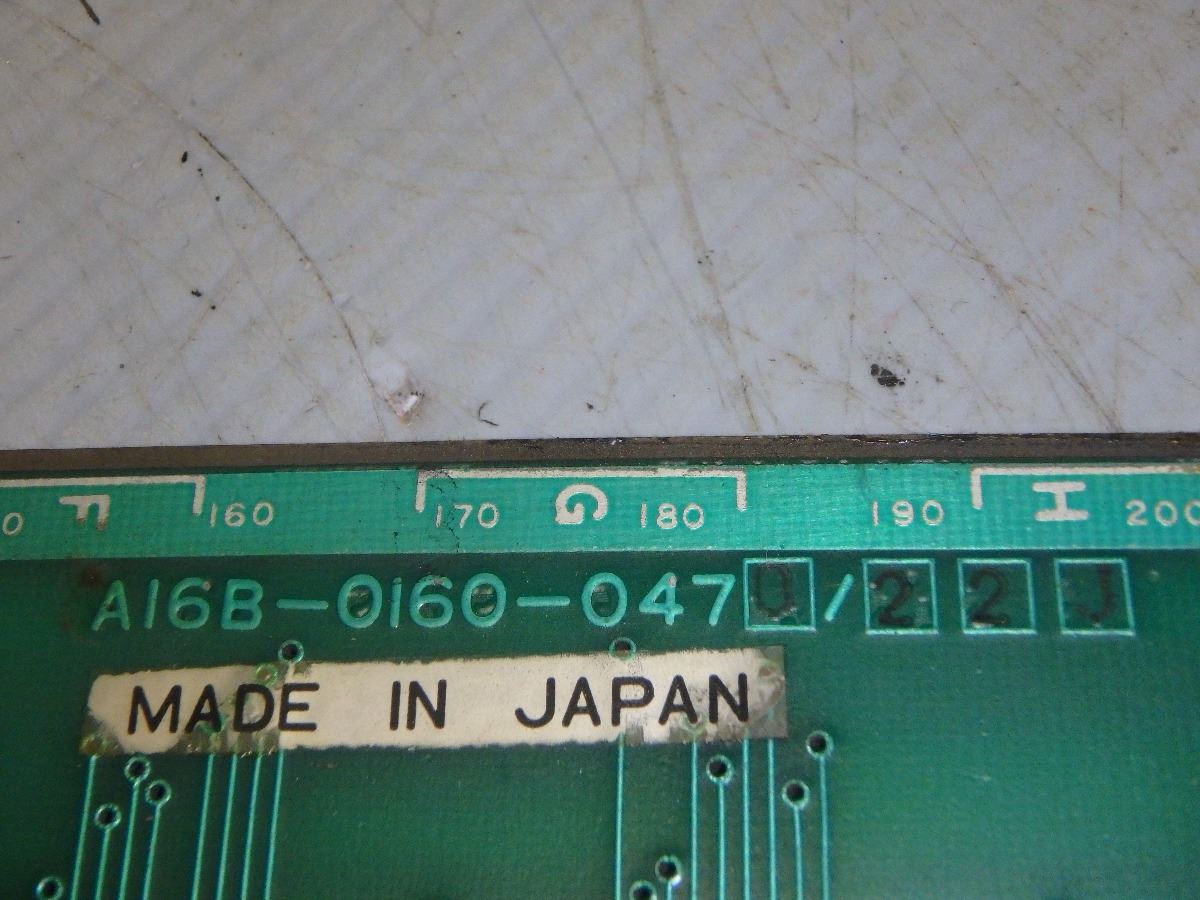 0 F 160 170 G 180 190 H 200
A16B-0160-0470/22J
MADE IN JAPAN